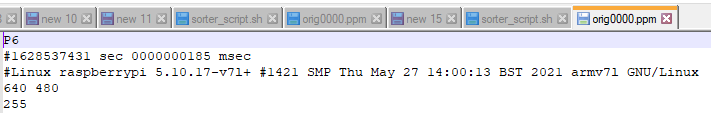 new 10 new 11 sorter_script.sh orig0000.ppm new 15 sorter_script.sh orig0000.ppm
P6
#1628537431 sec 0000000185 msec
#Linux raspberrypi 5.10.17-v7l+ #1421 SMP Thu May 27 14:00:13 BST 2021 armv7l GNU/Linux
640 480
255